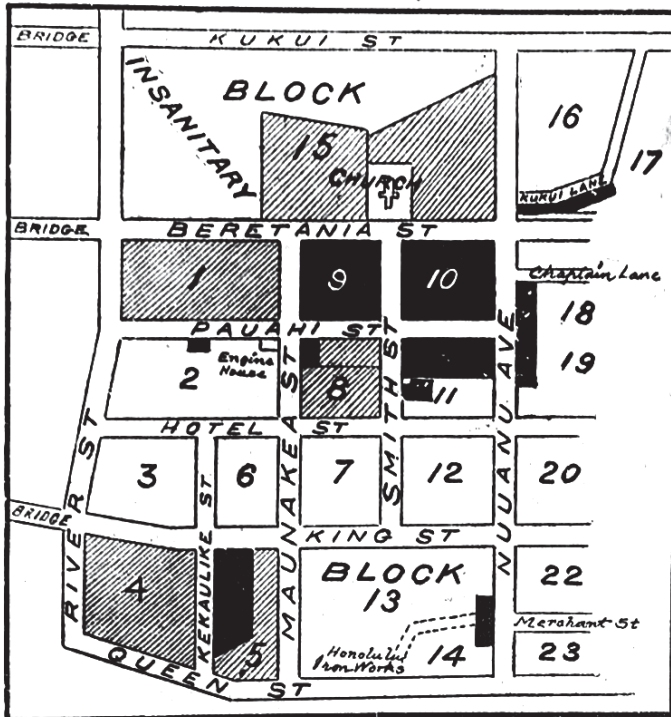 BRIDGE
KUKUI ST
INSANITARY
BLOCK
15
CHURCH
16
17
KUKUI LANE
BRIDGE
BERETANIA ST
1
9
10
Chaplain Lane
PAUAHI ST
18
Engine
House
2
8
11
19
HOTEL ST
RIVER ST
3
KEKAULIKE ST
6
MAUNAKEA ST
7
SMITH ST
12
NUUANU AVE
20
BRIDGE
KING ST
4
BLOCK
13
22
Merchant St
5
Honolulu
Iron Works
14
23
QUEEN ST